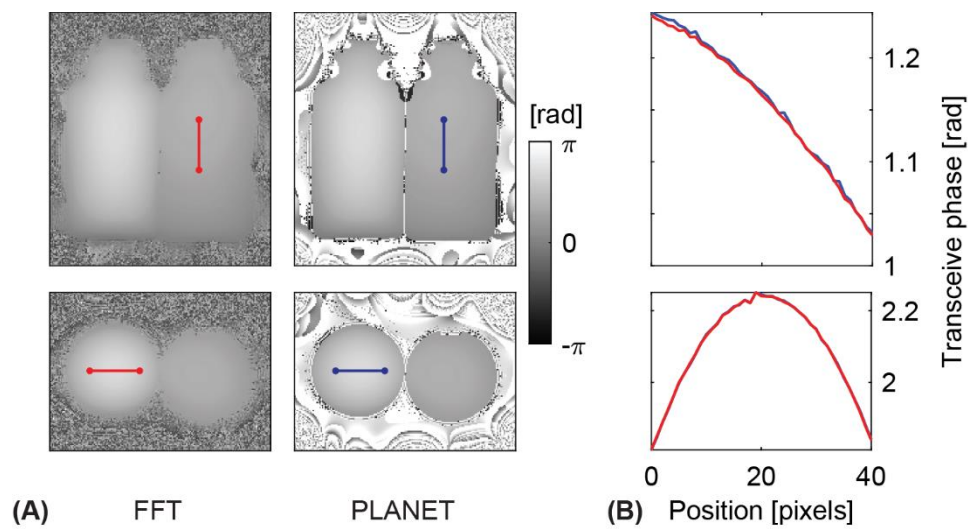 [rad]
π
0
-π
1.2
1.1
1
2.2
2
0
20
40
Transceive phase [rad]
Position [pixels]
(A)
FFT
PLANET
(B)